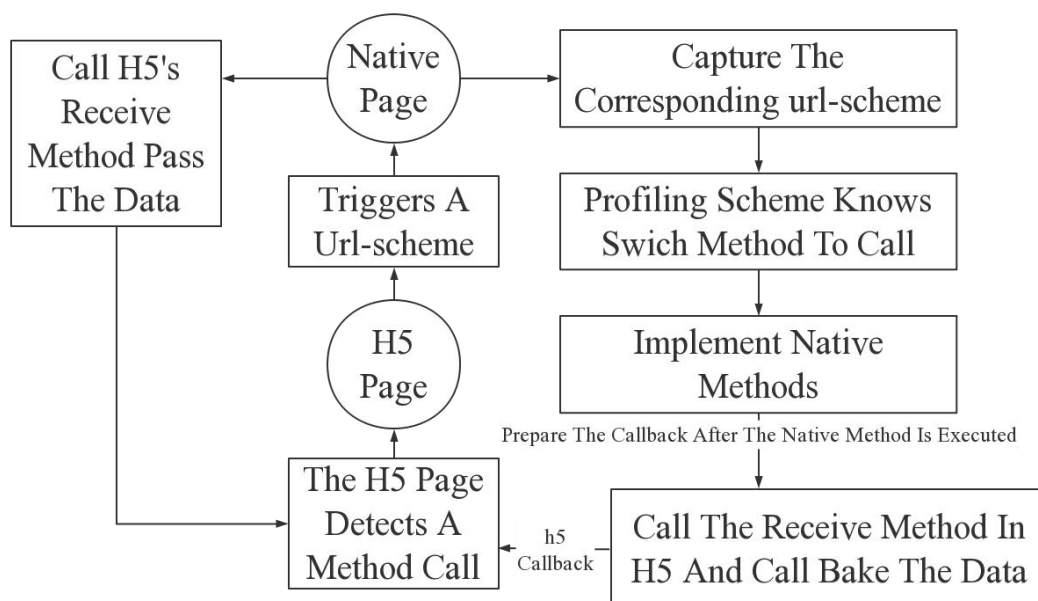 Call H5's
Receive
Method Pass
The Data
Native
Page
Capture The
Corresponding url-scheme
Triggers A
Url-scheme
Profiling Scheme Knows
Swich Method To Call
H5
Page
Implement Native
Methods
Prepare The Callback After The Native Method Is Executed
The H5 Page
Detects A
Method Call
h5
Callback
Call The Receive Method In
H5 And Call Bake The Data